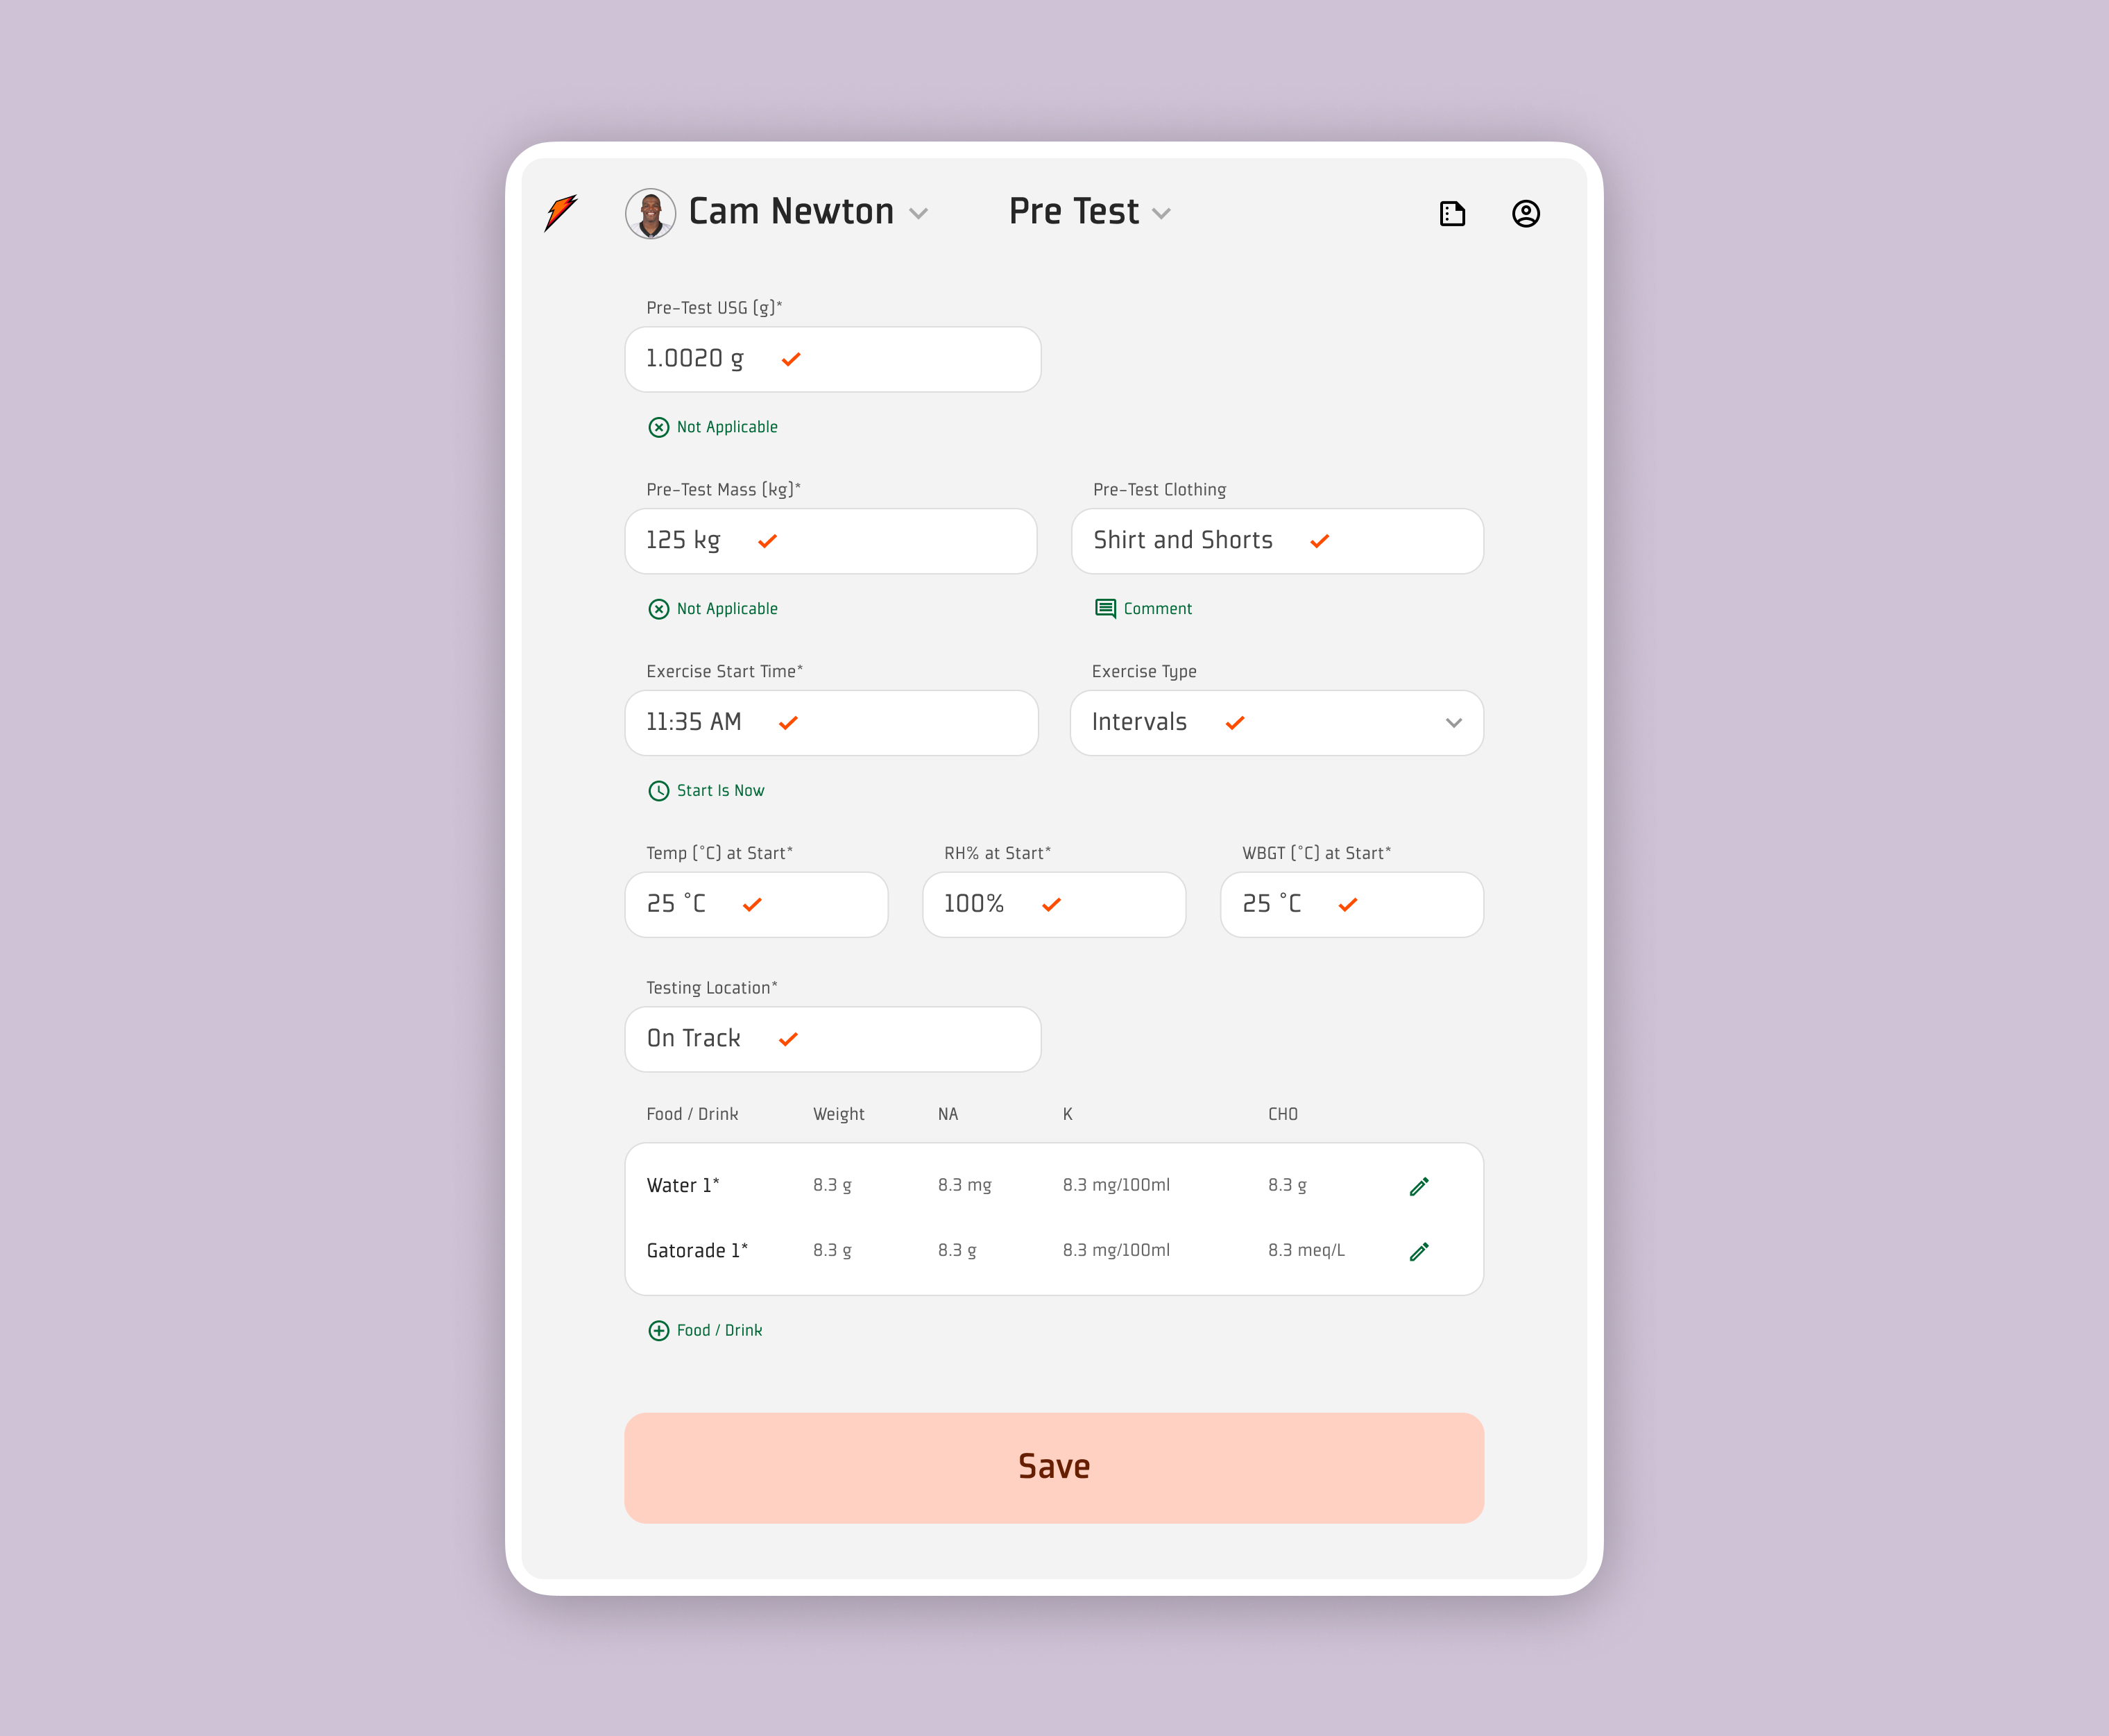 Cam Newton Pre Test
Pre-Test USG (g)*
1.0020 g
Not Applicable
Pre-Test Mass (kg)* Pre-Test Clothing
125 kg Shirt and Shorts
Not Applicable Comment
Exercise Start Time* Exercise Type
11:35 AM Intervals
Start Is Now
Temp (°C) at Start* RH% at Start* WBGT (°C) at Start*
25 °C 100% 25 °C
Testing Location*
On Track
Food / Drink Weight NA K CHO
Water 1* 8.3 g 8.3 mg 8.3 mg/100ml 8.3 g
Gatorade 1* 8.3 g 8.3 g 8.3 mg/100ml 8.3 meq/L
Food / Drink
Save